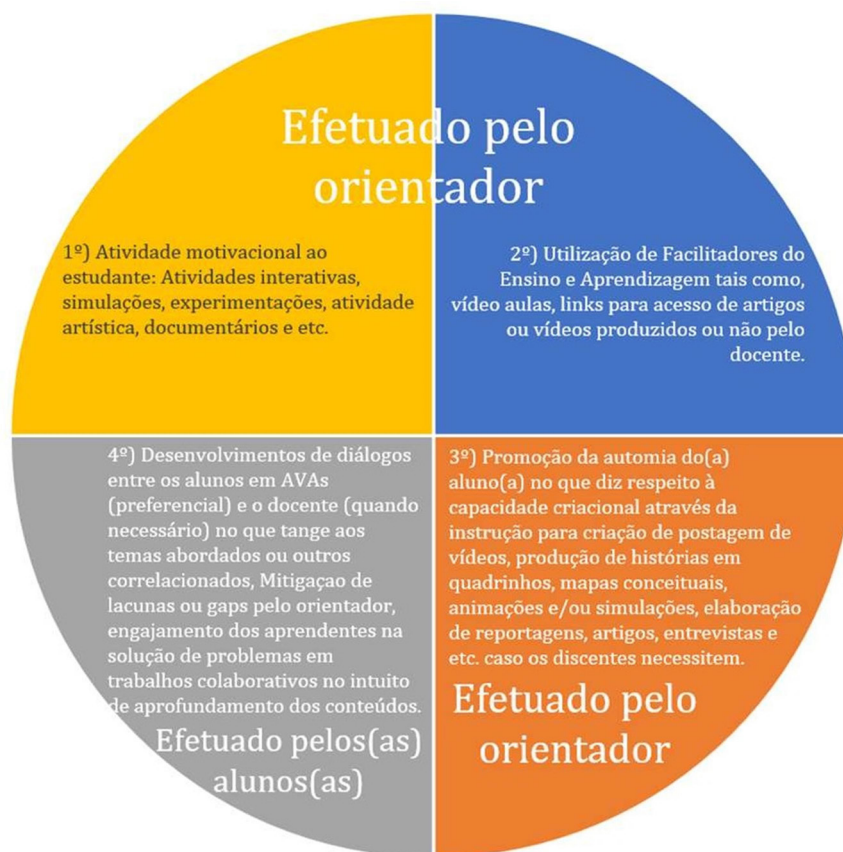 Efetuado pelo
orientador
1º) Atividade motivacional ao
estudante: Atividades interativas,
simulações, experimentações, atividade
artística, documentários e etc.
2º) Utilização de Facilitadores do
Ensino e Aprendizagem tais como,
vídeo aulas, links para acesso de artigos
ou vídeos produzidos ou não pelo
docente.
4º) Desenvolvimentos de diálogos
entre os alunos em AVAs
(preferencial) e o docente (quando
necessário) no que tange aos
temas abordados ou outros
correlacionados, Mitigaçao de
lacunas ou gaps pelo orientador,
engajamento dos aprendentes na
solução de problemas em
trabalhos colaborativos no intuito
de aprofundamento dos conteúdos.
Efetuado pelos(as)
alunos(as)
3º) Promoção da automia do(a)
aluno(a) no que diz respeito à
capacidade criacional através da
instrução para criação de postagem de
vídeos, produção de histórias em
quadrinhos, mapas conceituais,
animações e/ou simulações, elaboração
de reportagens, artigos, entrevistas e
etc. caso os discentes necessitem.
Efetuado pelo
orientador